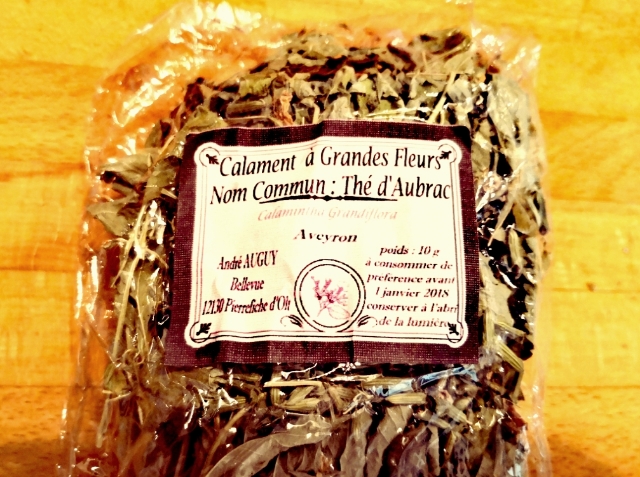 Calament à Grandes Fleurs
Nom Commun : Thé d'Aubrac
Calamintha Grandiflora
Aveyron
André AUGUY
Bellevue
12130 Pierrefiche d'Olt
poids : 10 g
à consommer de
preference avant
1 janvier 2018
conserver à l'abri
de la lumière